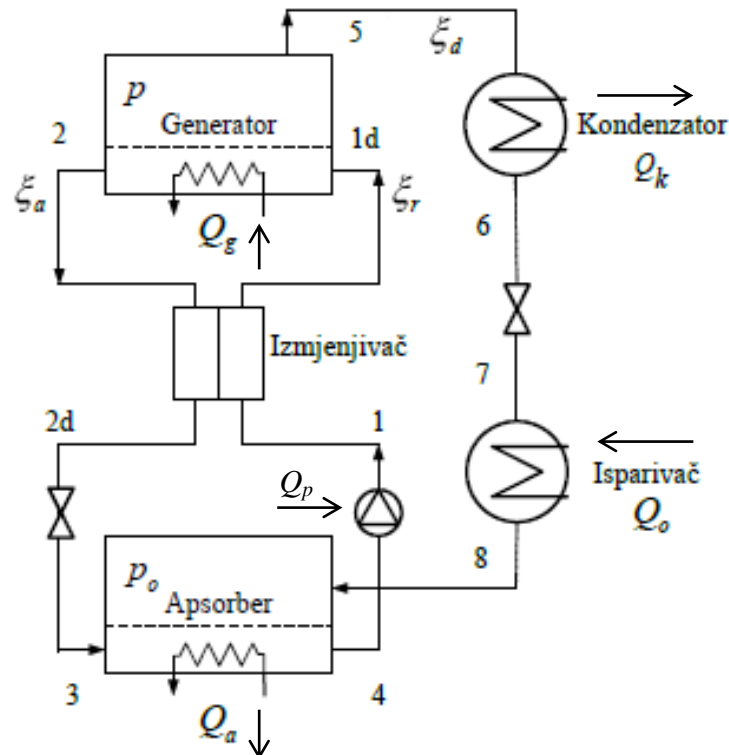 5
ξd
p
Generator
2
1d
Kondenzator
Qk
ξa
ξr
Qg
6
Izmjenjivač
7
2d
1
Qp
Isparivač
Qo
8
po
Apsorber
3
4
Qa